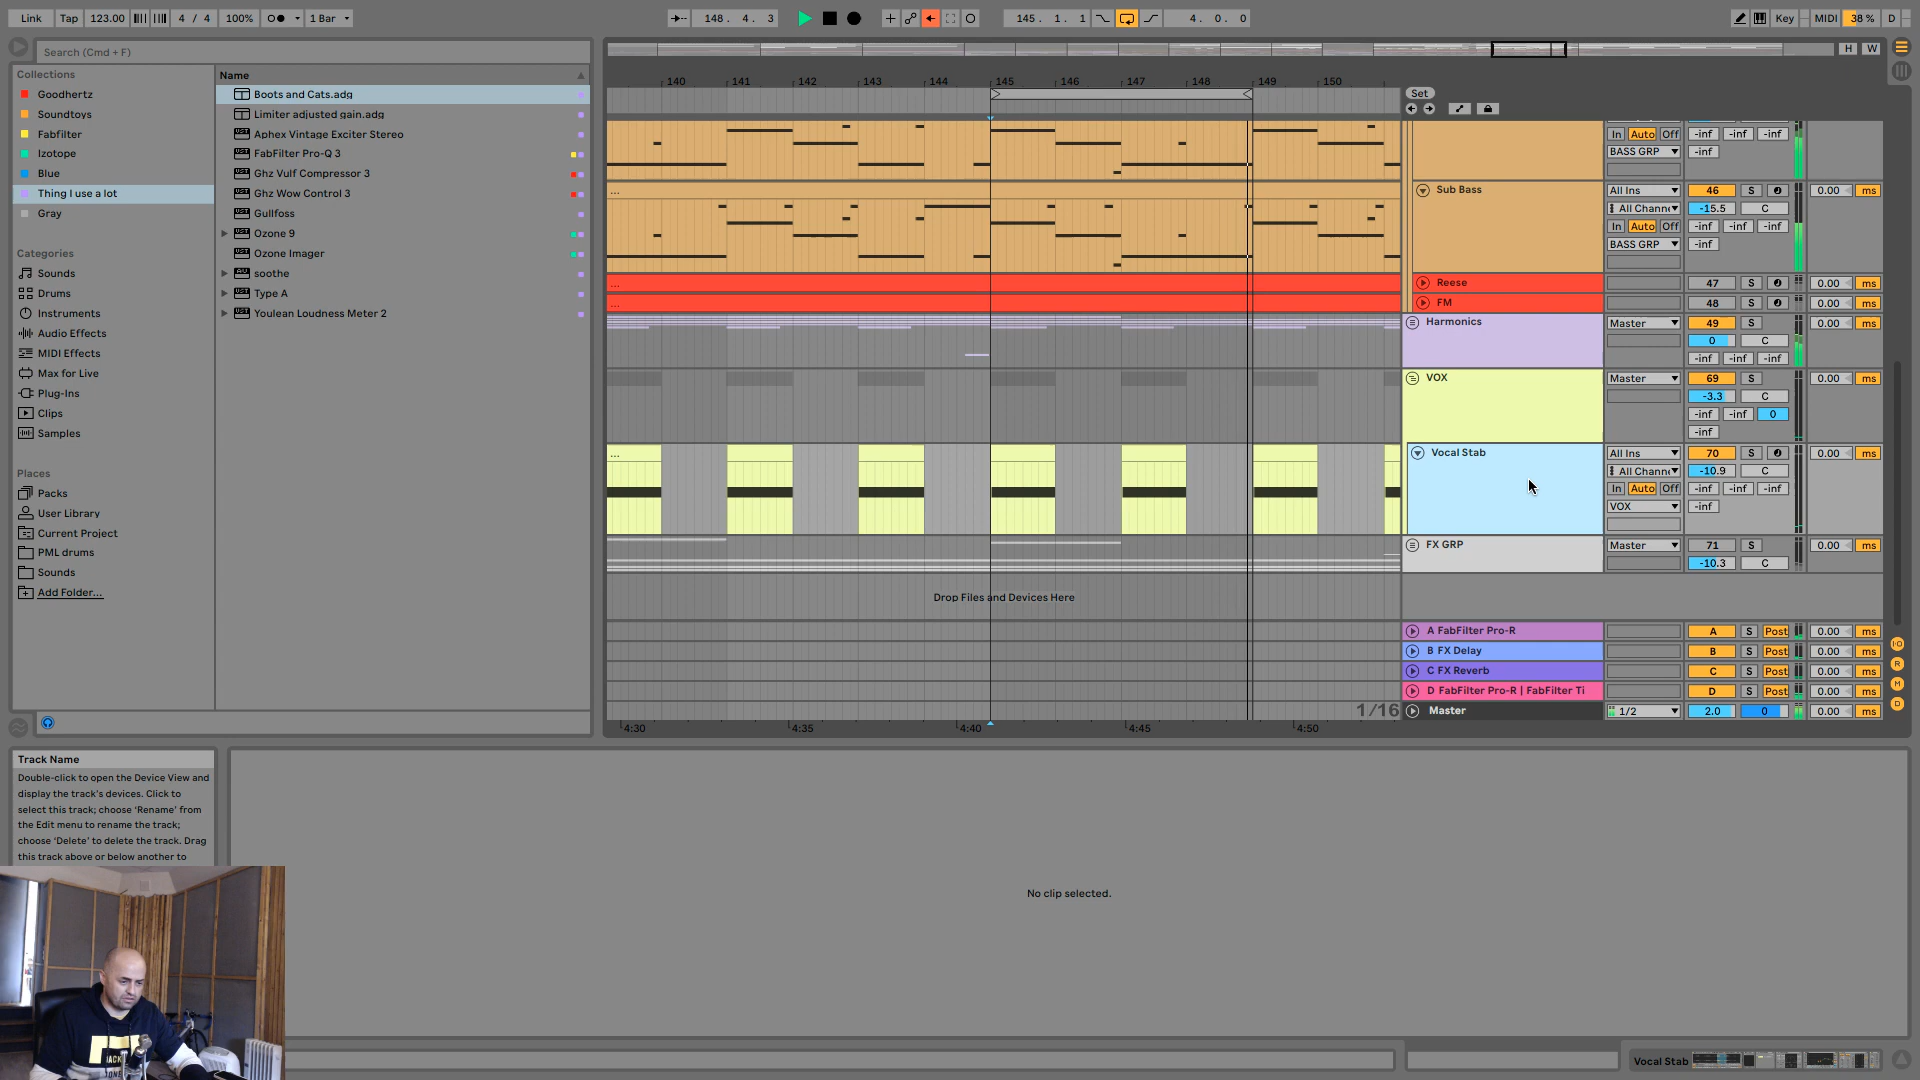 Link
Tap
123.00
4 / 4
100%
1 Bar
148. 4. 3
145. 1. 1
4. 0. 0
Key
MIDI
38 %
D
Search (Cmd + F)
Collections
Goodhertz
Soundtoys
Fabfilter
Izotope
Blue
Thing I use a lot
Gray
Categories
Sounds
Drums
Instruments
Audio Effects
MIDI Effects
Max for Live
Plug-Ins
Clips
Samples
Places
Packs
User Library
Current Project
PML drums
Sounds
Add Folder...
Name
Boots and Cats.adg
Limiter adjusted gain.adg
Aphex Vintage Exciter Stereo
FabFilter Pro-Q 3
Ghz Vulf Compressor 3
Ghz Wow Control 3
Gullfoss
Ozone 9
Ozone Imager
soothe
Type A
Youlean Loudness Meter 2
H W
140 141 142 143 144 145 146 147 148 149 150
Set
In Auto Off -inf -inf -inf
BASS GRP -inf
... Sub Bass All Ins 46 S 0.00 ms
-15.5 C
In Auto Off -inf -inf -inf
BASS GRP -inf
... Reese 47 S 0.00 ms
... FM 48 S 0.00 ms
Harmonics Master 49 S 0.00 ms
0 C
-inf -inf -inf
VOX Master 69 S 0.00 ms
-3.3 C
-inf -inf 0
-inf
... Vocal Stab All Ins 70 S 0.00 ms
-10.9 C
In Auto Off -inf -inf -inf
VOX -inf
FX GRP Master 71 S 0.00 ms
-10.3 C
Drop Files and Devices Here
A FabFilter Pro-R A S Post 0.00 ms
B FX Delay B S Post 0.00 ms
C FX Reverb C S Post 0.00 ms
D FabFilter Pro-R | FabFilter Ti D S Post 0.00 ms
1/16 Master 1/2 2.0 0 0.00 ms
4:30 4:35 4:40 4:45 4:50
Track Name
Double-click to open the Device View and
display the track's devices. Click to
select this track; choose 'Rename' from
the Edit menu to rename the track;
choose 'Delete' to delete the track. Drag
this track above or below another to
No clip selected.
Vocal Stab